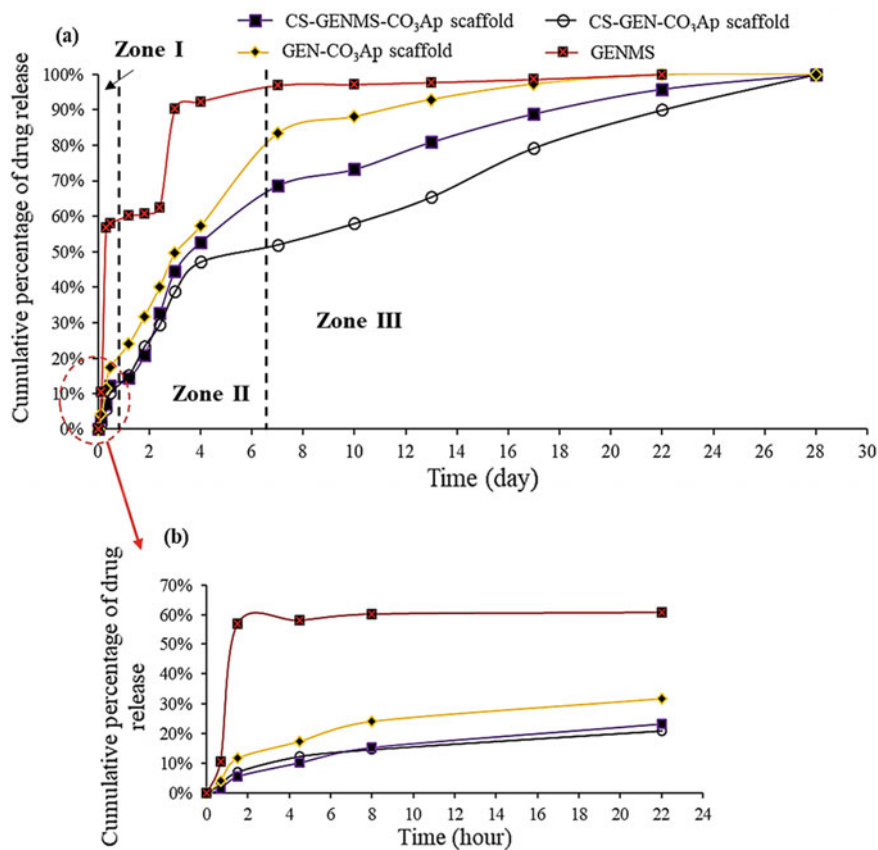 CS-GENMS-CO₃Ap scaffold
CS-GEN-CO₃Ap scaffold
GEN-CO₃Ap scaffold
GENMS
(a)
Zone I
Cumulative percentage of drug release
100%
90%
80%
70%
60%
50%
40%
30%
20%
10%
0%
Zone II
Zone III
0 2 4 6 8 10 12 14 16 18 20 22 24 26 28 30
Time (day)
(b)
Cumulative percentage of drug
release
70%
60%
50%
40%
30%
20%
10%
0%
0 2 4 6 8 10 12 14 16 18 20 22 24
Time (hour)